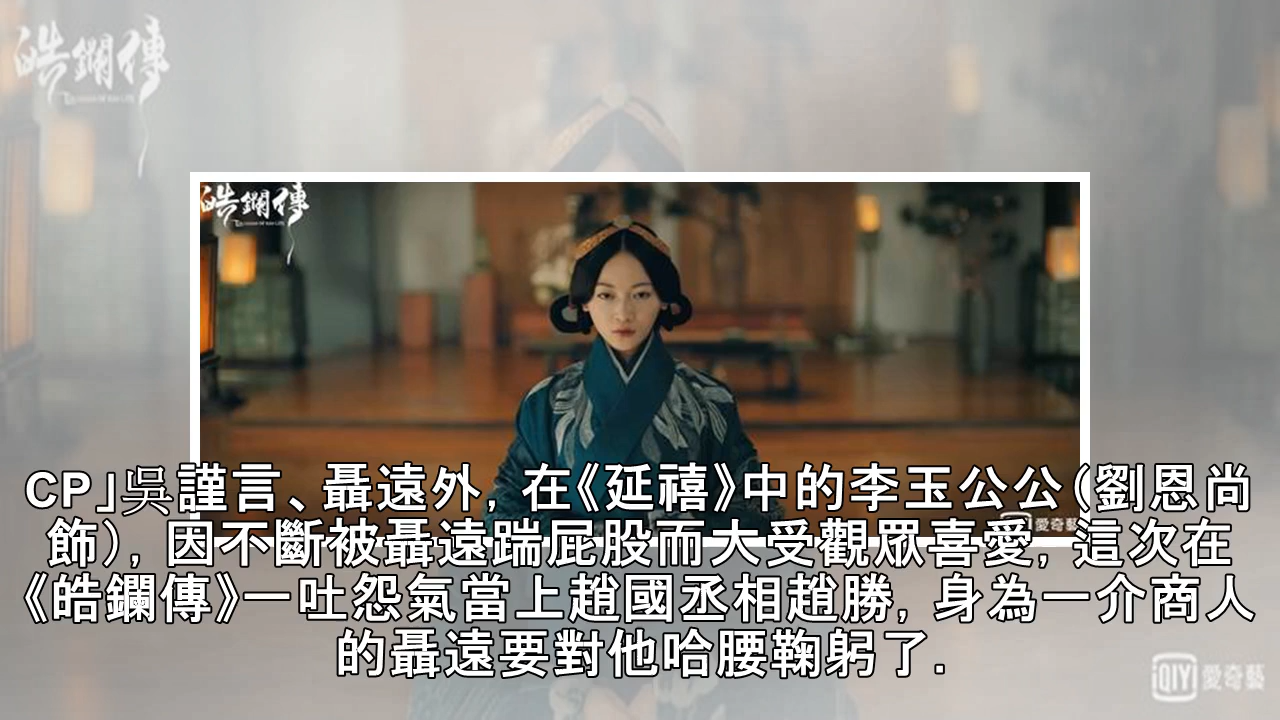 皓鑭傳
皓鑭傳
愛奇藝
CP」吳謹言、聶遠外, 在《延禧》中的李玉公公(劉恩尚
飾), 因不斷被聶遠踹屁股而大受觀眾喜愛, 這次在
《皓鑭傳》一吐怨氣當上趙國丞相趙勝, 身為一介商人
的聶遠要對他哈腰鞠躬了.
iQIYI 愛奇藝